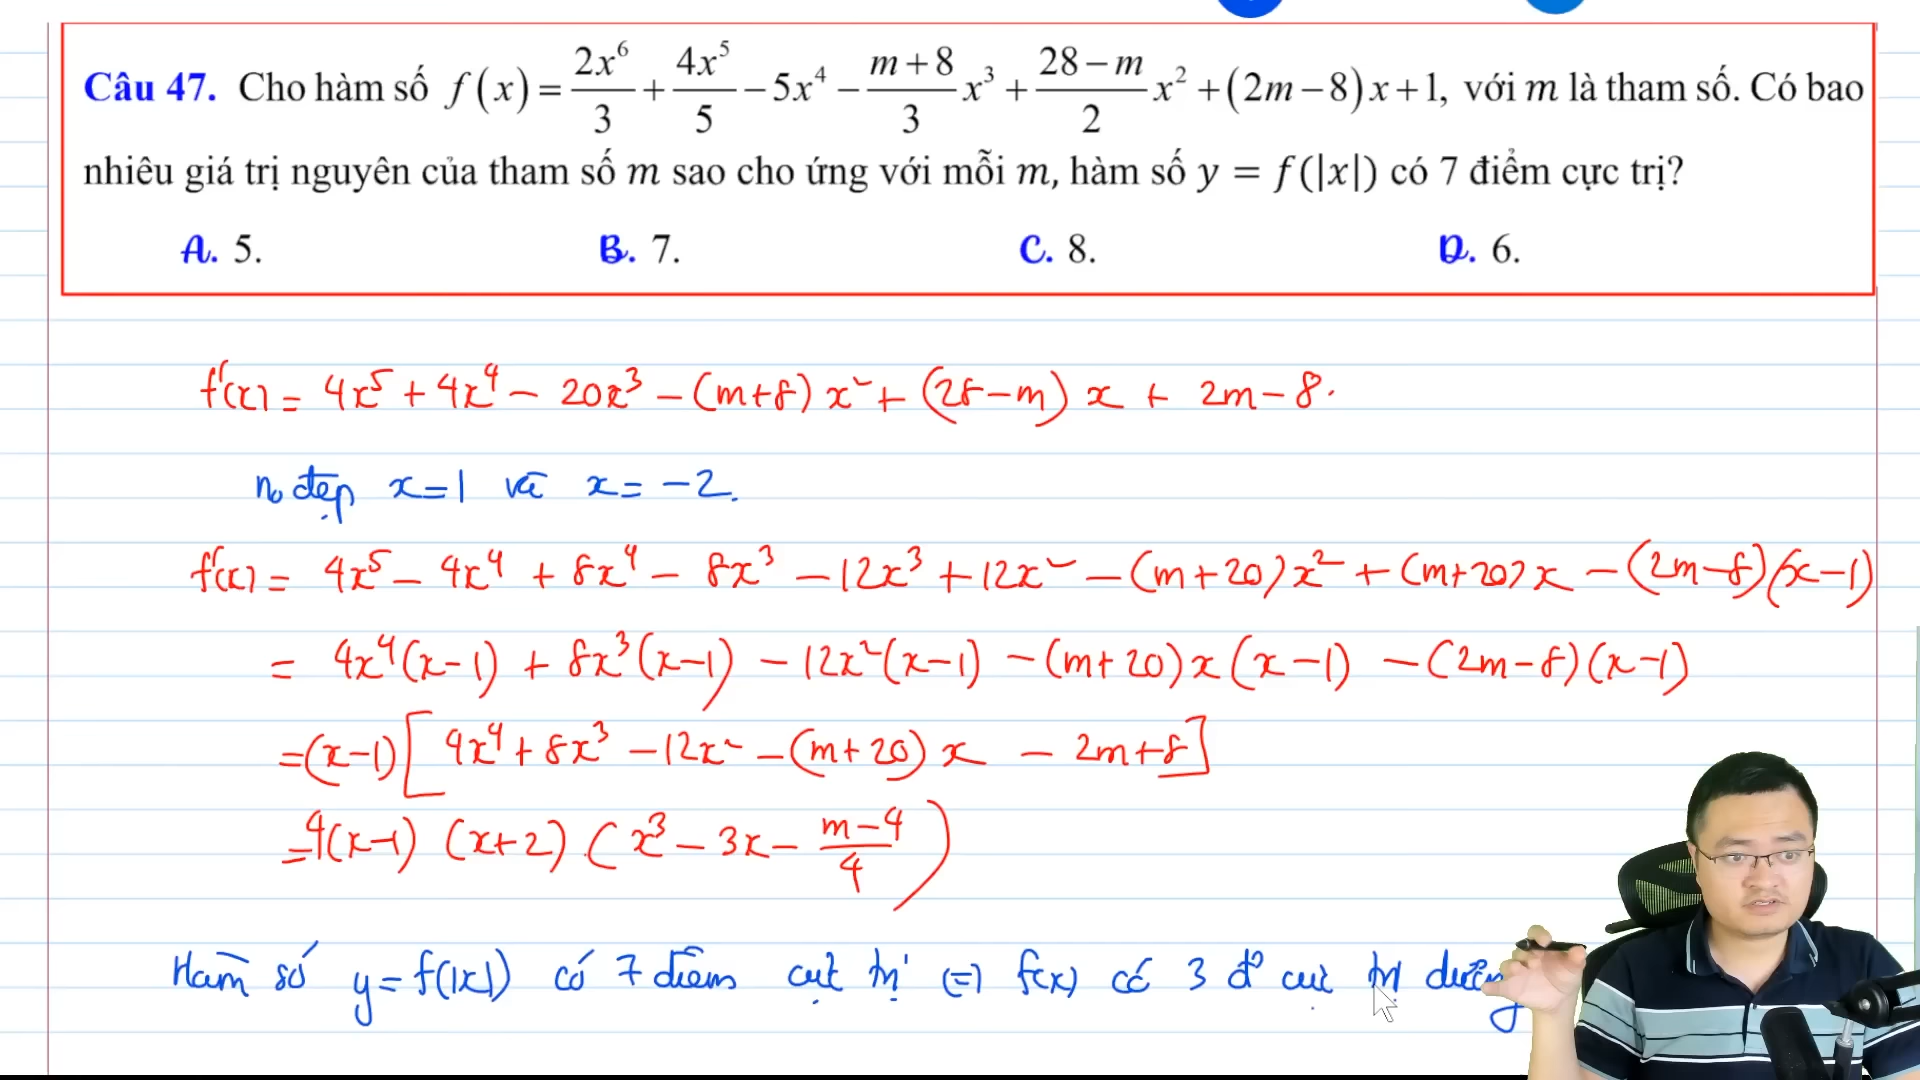 Câu 47. Cho hàm số f(x) = 2x⁶/3 + 4x⁵/5 − 5x⁴ − (m+8)/3 x³ + (28−m)/2 x² + (2m−8)x + 1, với m là tham số. Có bao
nhiêu giá trị nguyên của tham số m sao cho ứng với mỗi m, hàm số y = f(|x|) có 7 điểm cực trị?
A. 5. B. 7. C. 8. D. 6.
f'(x) = 4x⁵ + 4x⁴ − 20x³ − (m+8)x² + (28−m)x + 2m−8.
n₀ đẹp x=1 và x= −2.
f'(x) = 4x⁵ − 4x⁴ + 8x⁴ − 8x³ − 12x³ + 12x² − (m+20)x² + (m+20)x − (2m−8)(x−1)
= 4x⁴(x−1) + 8x³(x−1) − 12x²(x−1) − (m+20)x(x−1) − (2m−8)(x−1)
=(x−1)[4x⁴ + 8x³ − 12x² − (m+20)x − 2m+8]
=4(x−1)(x+2).(x³ − 3x − (m−4)/4)
Hàm số y=f(|x|) có 7 điểm cực trị ⇔ f(x) có 3 đ° cực trị dương